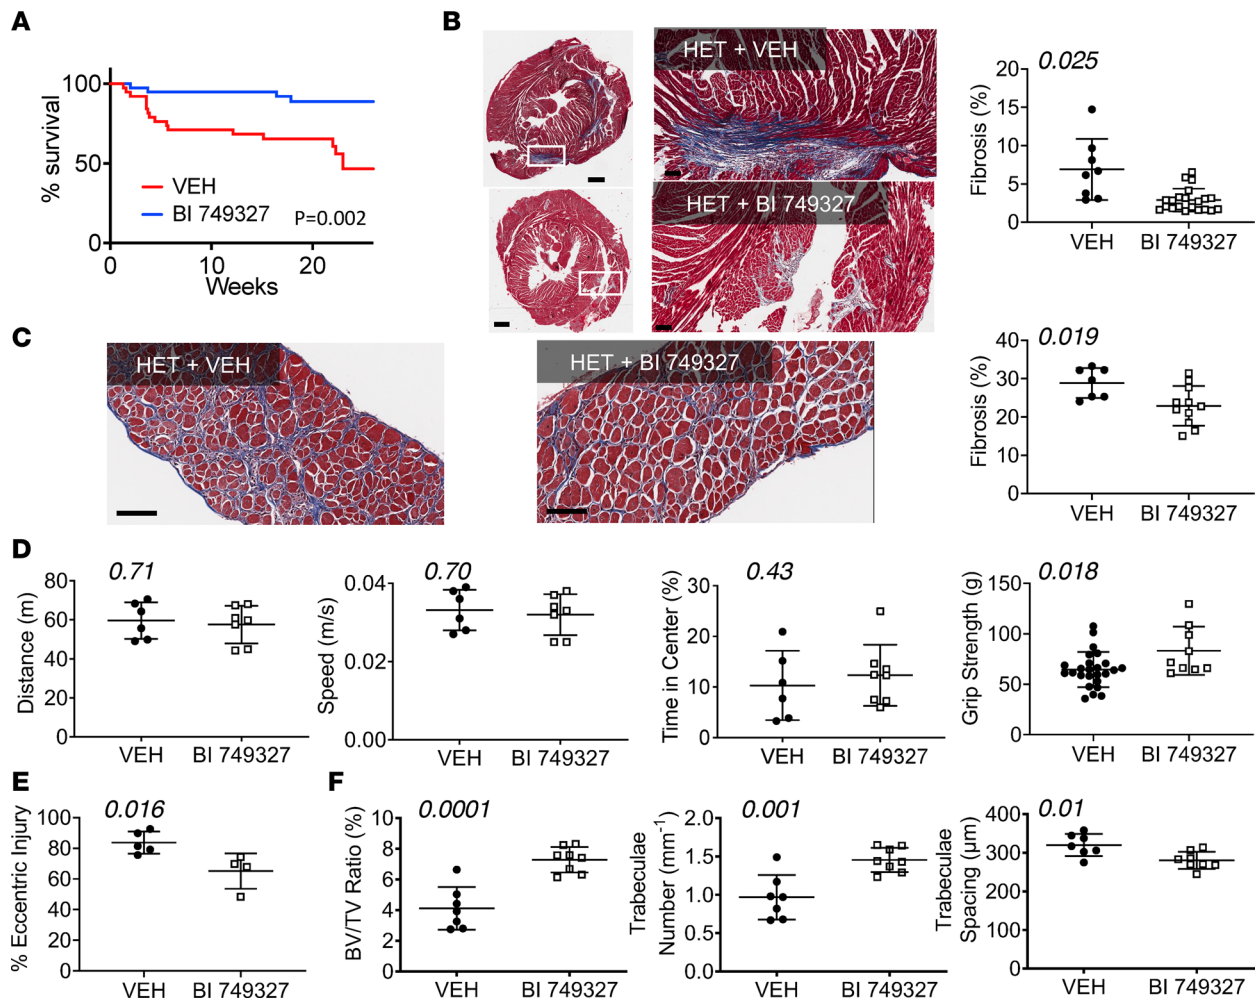 A
% survival
100
50
0
VEH
BI 749327
P=0.002
0
10
20
Weeks
B
HET + VEH
HET + BI 749327
0.025
Fibrosis (%)
20
15
10
5
0
VEH
BI 749327
C
HET + VEH
HET + BI 749327
0.019
Fibrosis (%)
40
30
20
10
0
VEH
BI 749327
D
0.71
Distance (m)
80
60
40
20
0
VEH
BI 749327
0.70
Speed (m/s)
0.04
0.02
0.00
VEH
BI 749327
0.43
Time in Center (%)
30
20
10
0
VEH
BI 749327
0.018
Grip Strength (g)
150
100
50
0
VEH
BI 749327
E
0.016
% Eccentric Injury
100
80
60
40
20
0
VEH
BI 749327
F
0.0001
BV/TV Ratio (%)
10
8
6
4
2
0
VEH
BI 749327
0.001
Trabeculae
Number (mm⁻¹)
2.0
1.5
1.0
0.5
0.0
VEH
BI 749327
0.01
Trabeculae
Spacing (µm)
400
300
200
100
0
VEH
BI 749327